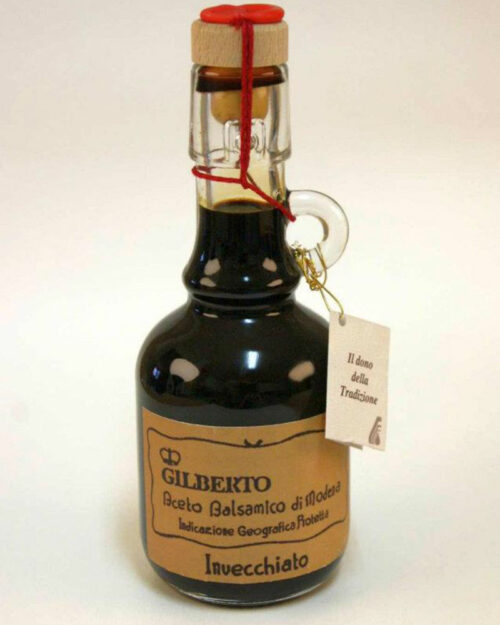 Il dono
della
Tradizione
GILBERTO
Aceto Balsamico di Modena
Indicazione Geografica Protetta
Invecchiato